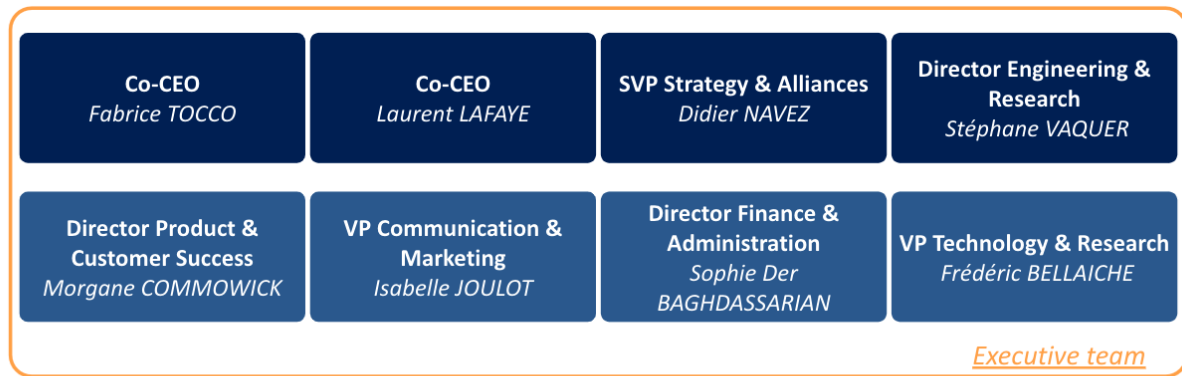 Co-CEO
Fabrice TOCCO
Co-CEO
Laurent LAFAYE
SVP Strategy & Alliances
Didier NAVEZ
Director Engineering &
Research
Stéphane VAQUER
Director Product &
Customer Success
Morgane COMMOWICK
VP Communication &
Marketing
Isabelle JOULOT
Director Finance &
Administration
Sophie Der
BAGHDASSARIAN
VP Technology & Research
Frédéric BELLAICHE
Executive team